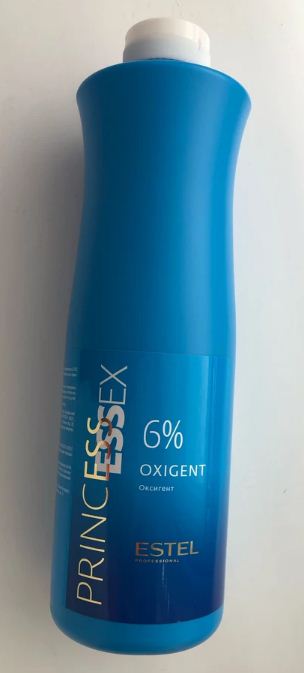 PRINCESS
ESSEX
6%
OXIGENT
Оксигент
ESTEL
PROFESSIONAL